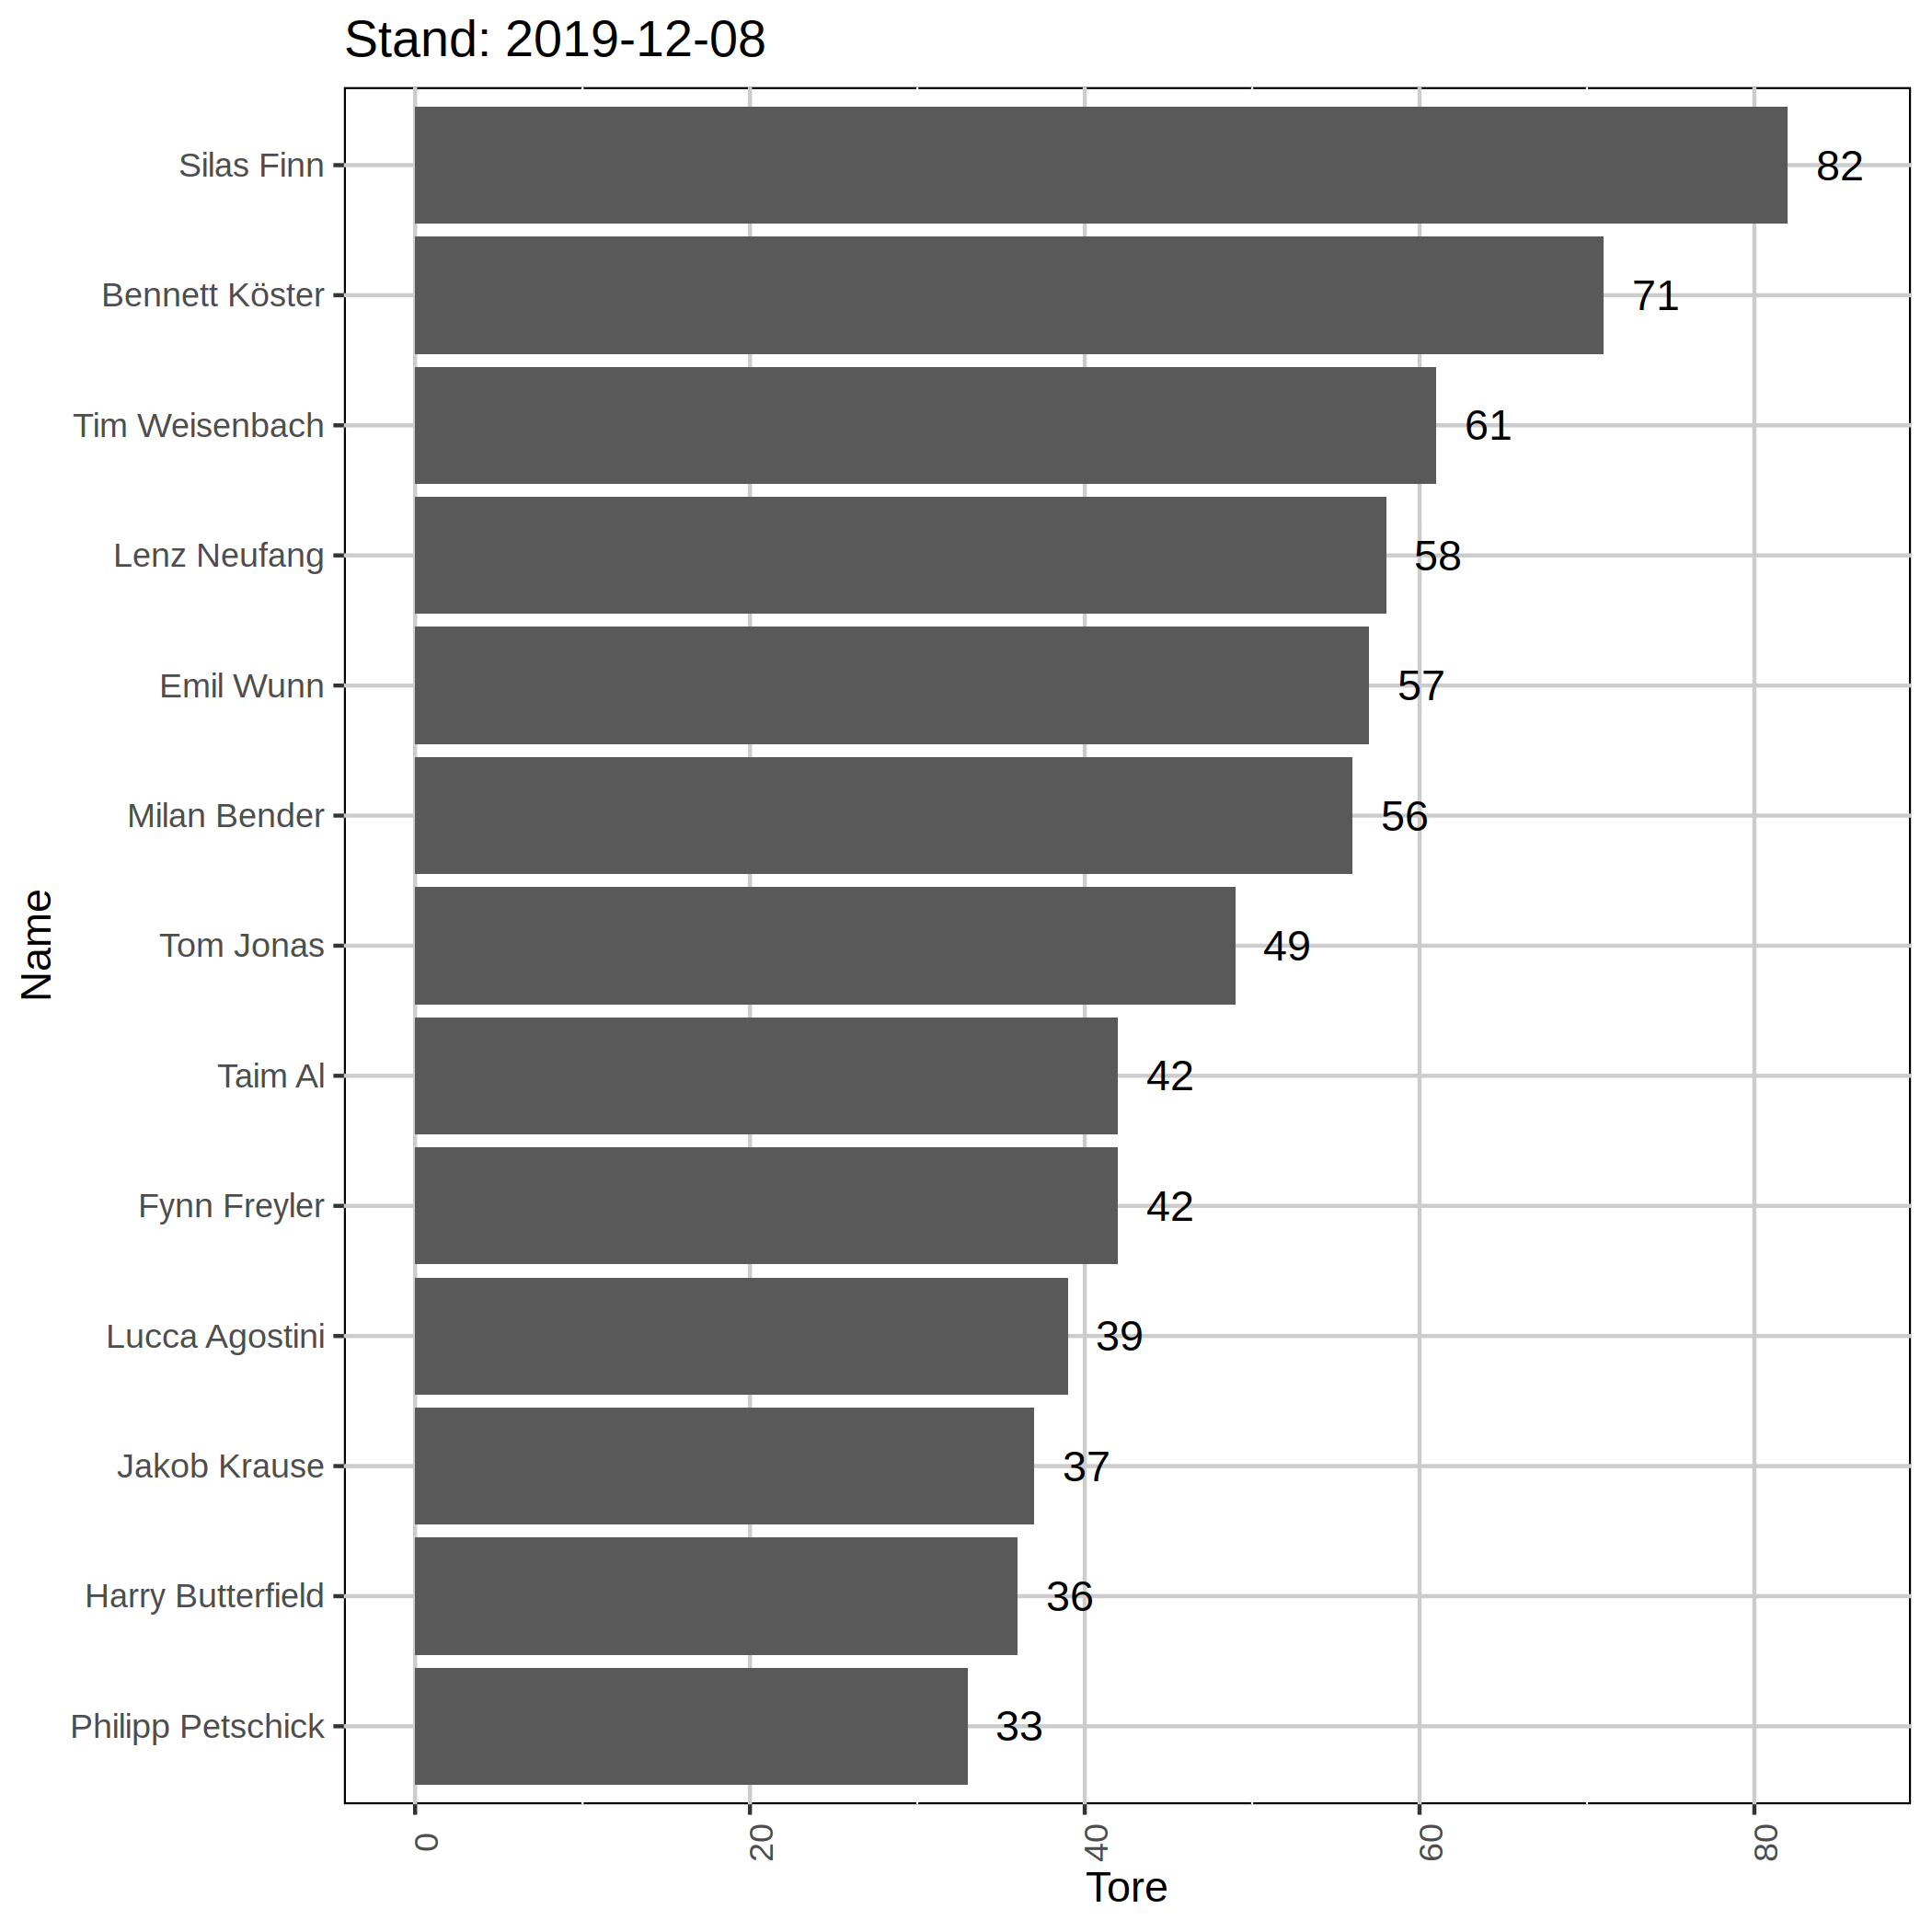 Stand: 2019-12-08
Silas Finn 82
Bennett Köster 71
Tim Weisenbach 61
Lenz Neufang 58
Emil Wunn 57
Milan Bender 56
Tom Jonas 49
Taim Al 42
Fynn Freyler 42
Lucca Agostini 39
Jakob Krause 37
Harry Butterfield 36
Philipp Petschick 33
Name
0 20 40 60 80
Tore